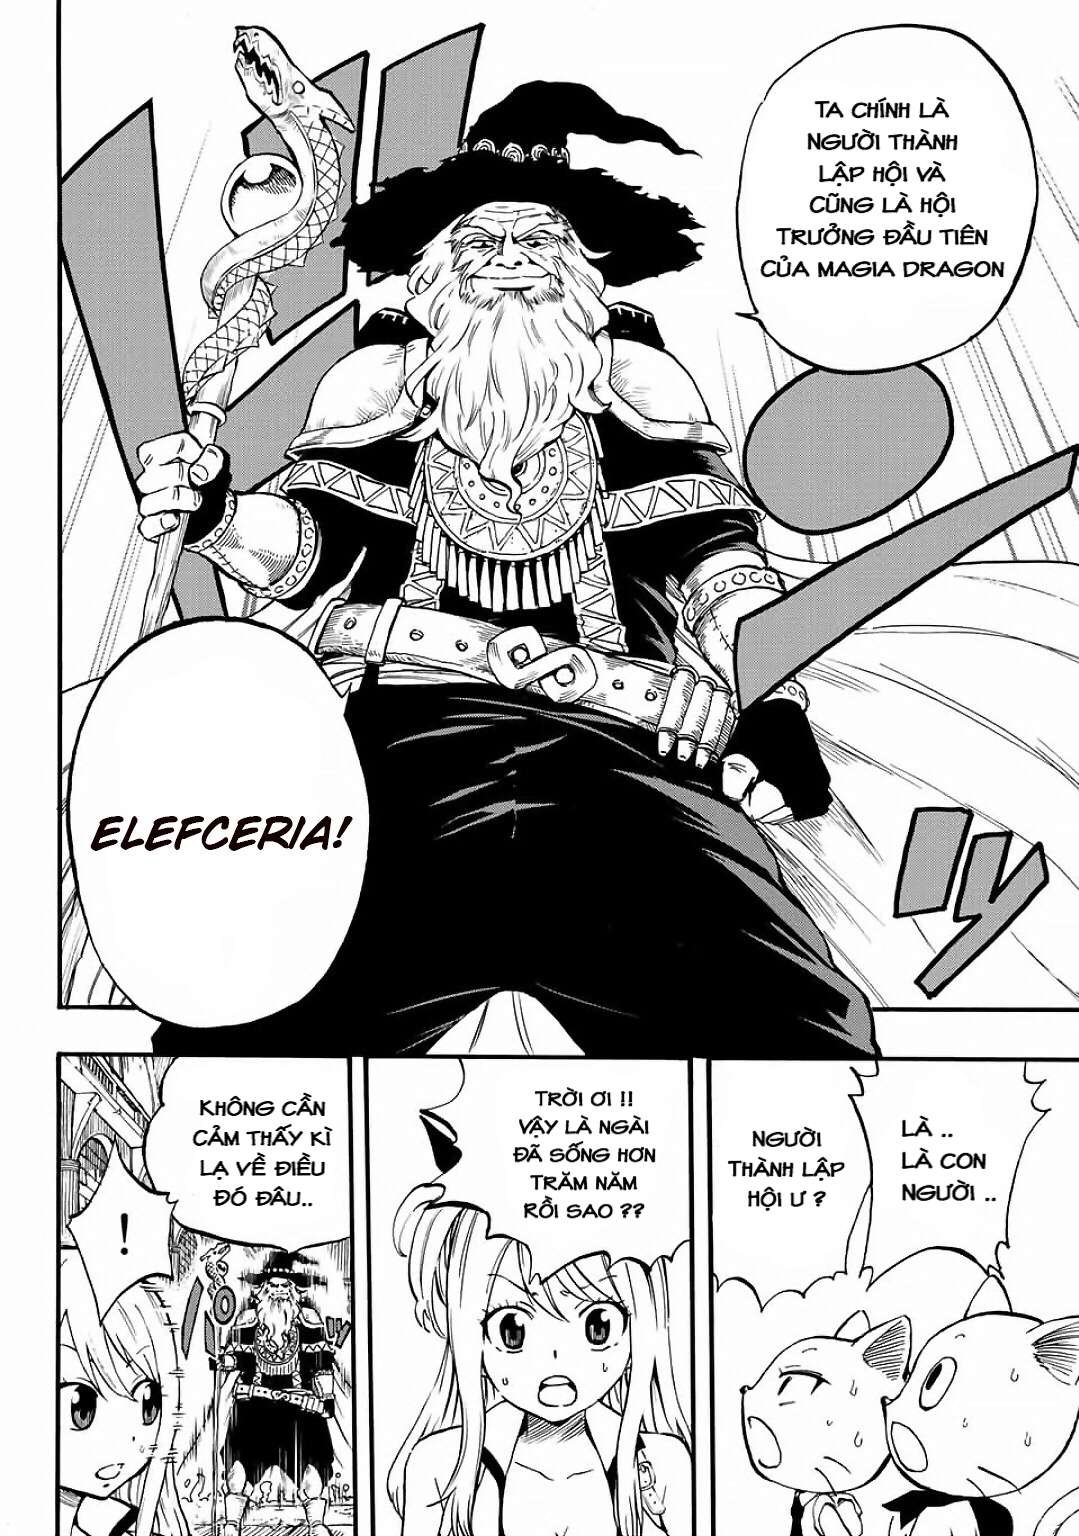 TA CHÍNH LÀ
NGƯỜI THÀNH
LẬP HỘI VÀ
CŨNG LÀ HỘI
TRƯỞNG ĐẦU TIÊN
CỦA MAGIA DRAGON
ELEFCERIA!
LÀ ..
LÀ CON
NGƯỜI ..
NGƯỜI
THÀNH LẬP
HỘI Ư ?
TRỜI ƠI !!
VẬY LÀ NGÀI
ĐÃ SỐNG HƠN
TRĂM NĂM
RỒI SAO ??
KHÔNG CẦN
CẢM THẤY KÌ
LẠ VỀ ĐIỀU
ĐÓ ĐÂU..
!